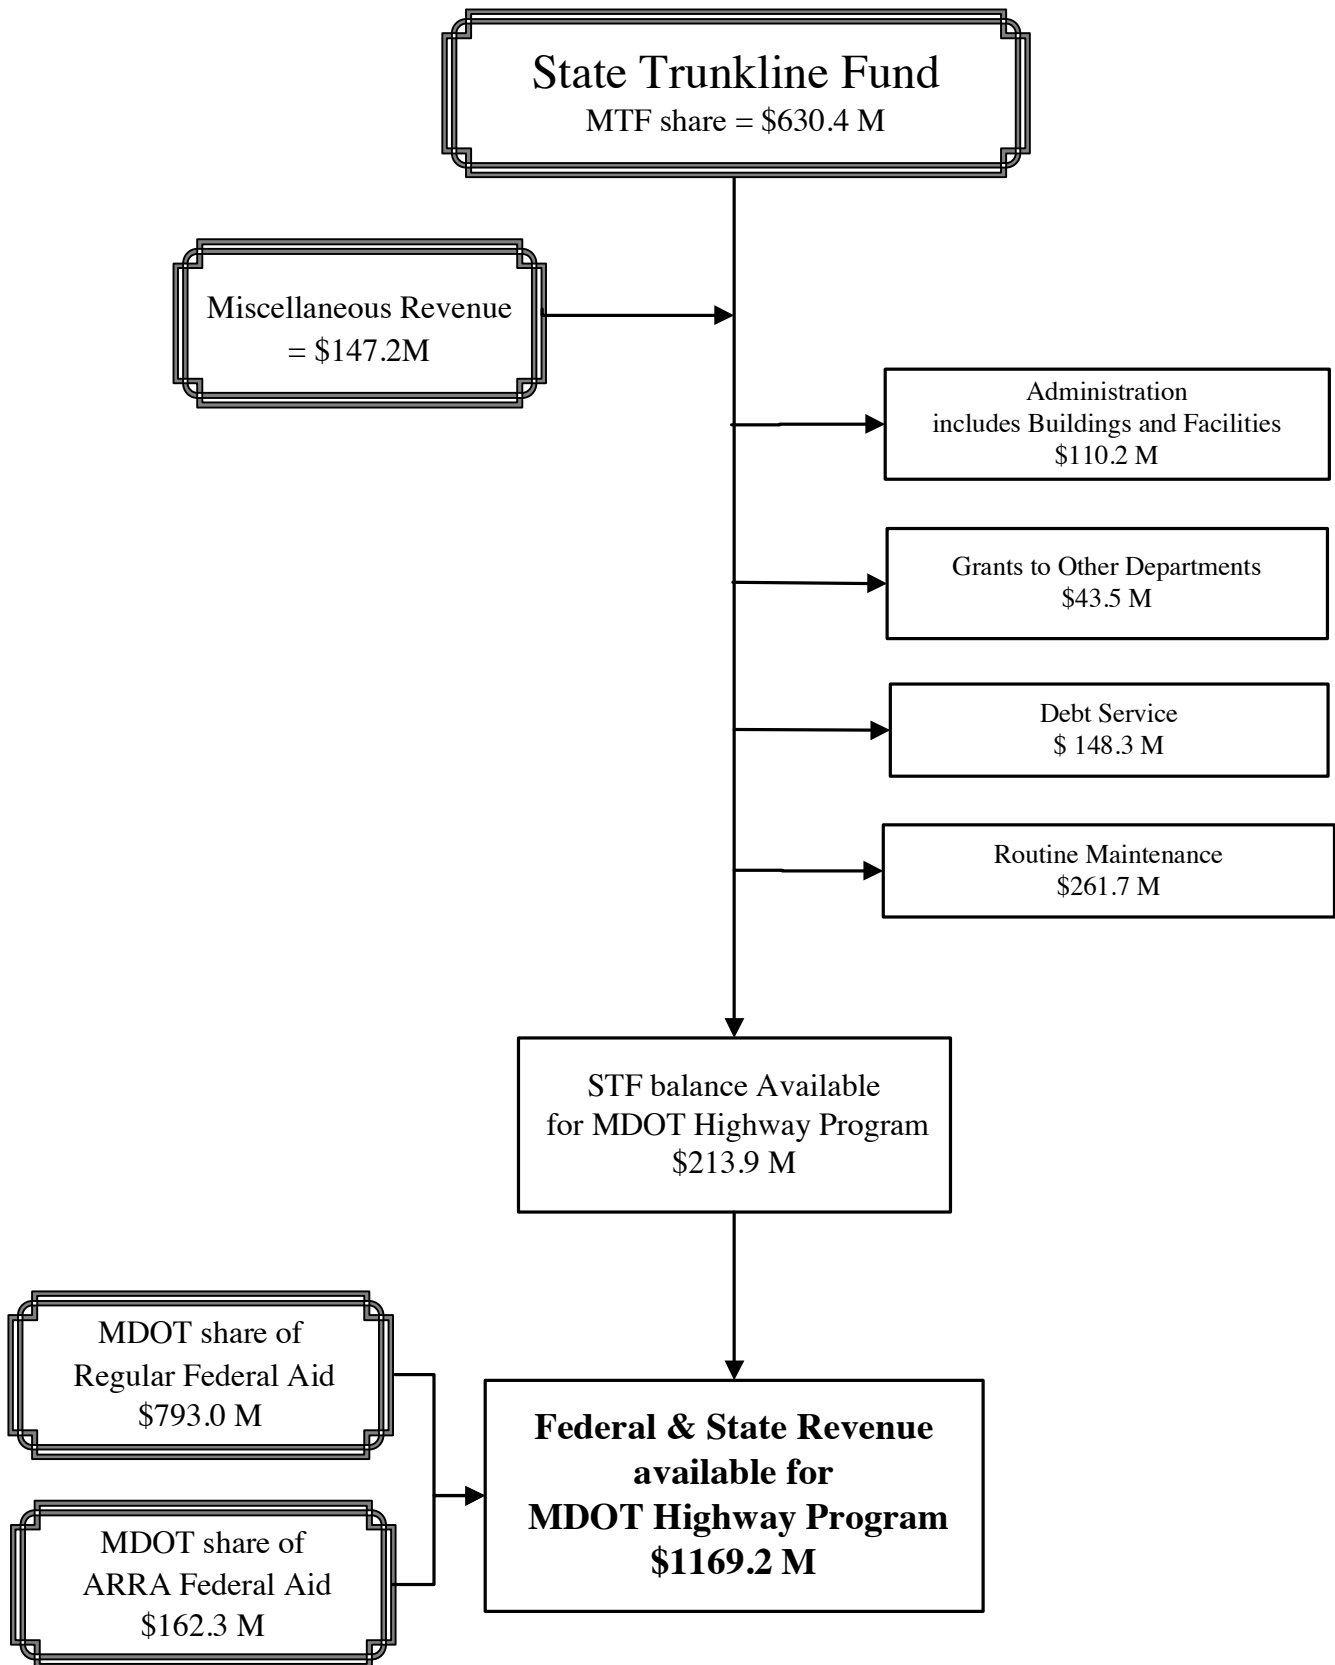 State Trunkline Fund
MTF share = $630.4 M
Miscellaneous Revenue
= $147.2M
Administration
includes Buildings and Facilities
$110.2 M
Grants to Other Departments
$43.5 M
Debt Service
$ 148.3 M
Routine Maintenance
$261.7 M
STF balance Available
for MDOT Highway Program
$213.9 M
MDOT share of
Regular Federal Aid
$793.0 M
Federal & State Revenue
available for
MDOT Highway Program
$1169.2 M
MDOT share of
ARRA Federal Aid
$162.3 M